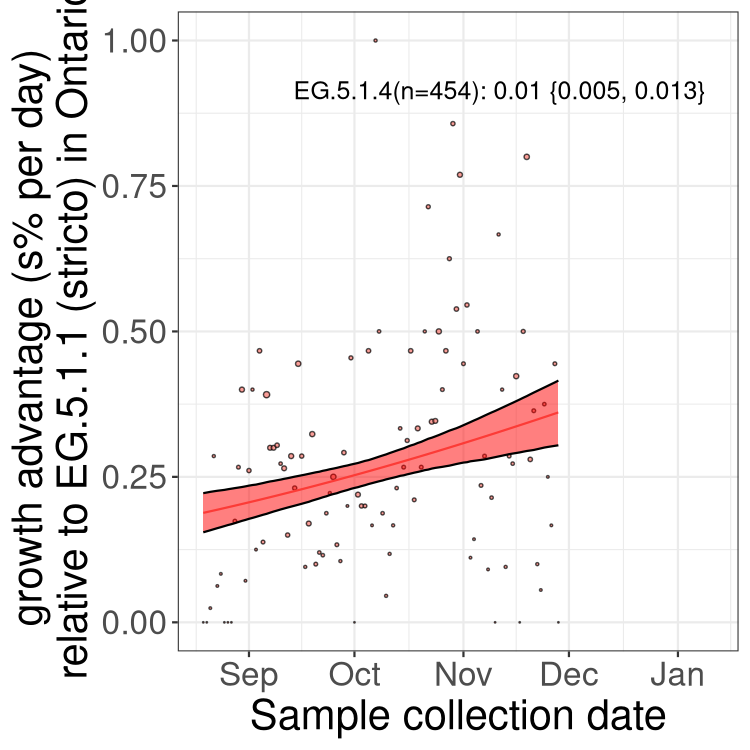 growth advantage (s% per day)
relative to EG.5.1.1 (stricto) in Ontario
1.00
0.75
0.50
0.25
0.00
EG.5.1.4(n=454): 0.01 {0.005, 0.013}
Sep Oct Nov Dec Jan
Sample collection date